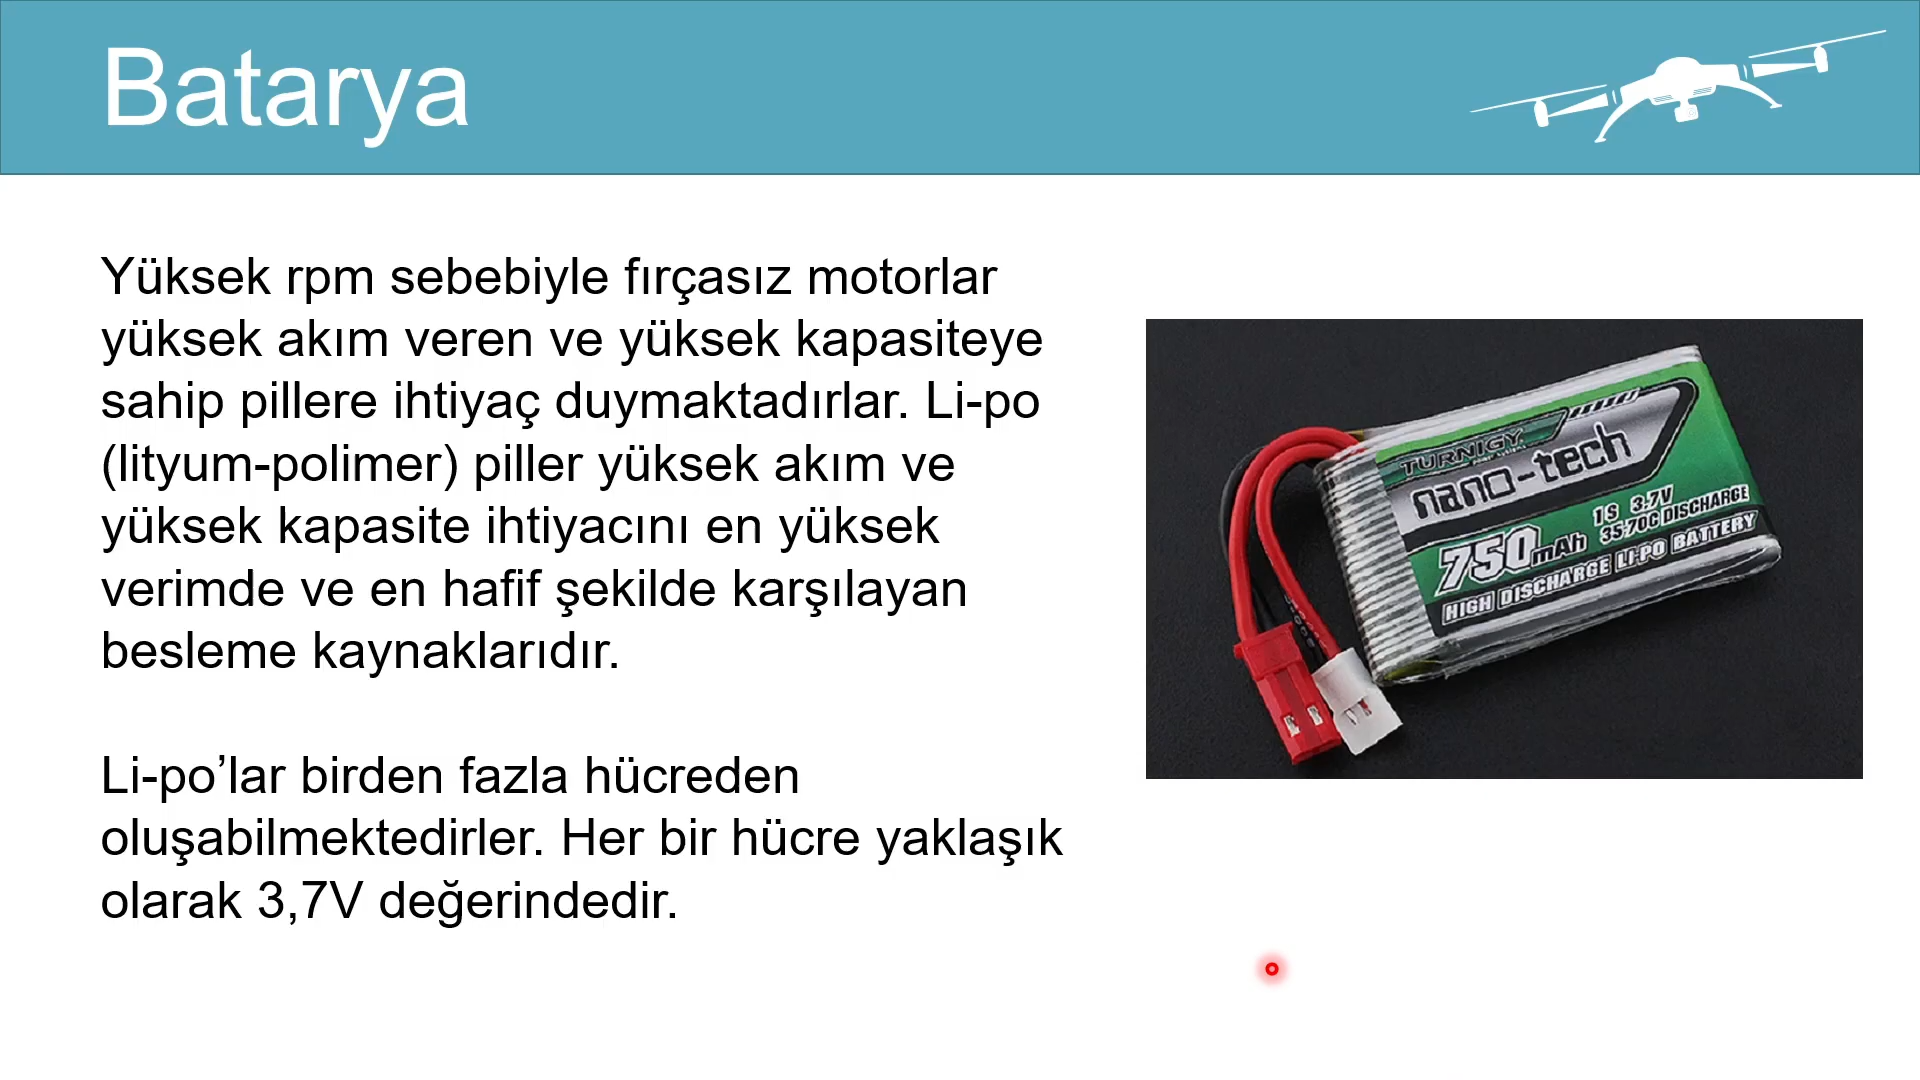 Batarya
Yüksek rpm sebebiyle fırçasız motorlar
yüksek akım veren ve yüksek kapasiteye
sahip pillere ihtiyaç duymaktadırlar. Li-po
(lityum-polimer) piller yüksek akım ve
yüksek kapasite ihtiyacını en yüksek
verimde ve en hafif şekilde karşılayan
besleme kaynaklarıdır.
Li-po’lar birden fazla hücreden
oluşabilmektedirler. Her bir hücre yaklaşık
olarak 3,7V değerindedir.
TURNIGY
nano-tech
1S 3.7V
35-70C DISCHARGE
750mAh
HIGH DISCHARGE LI-PO BATTERY